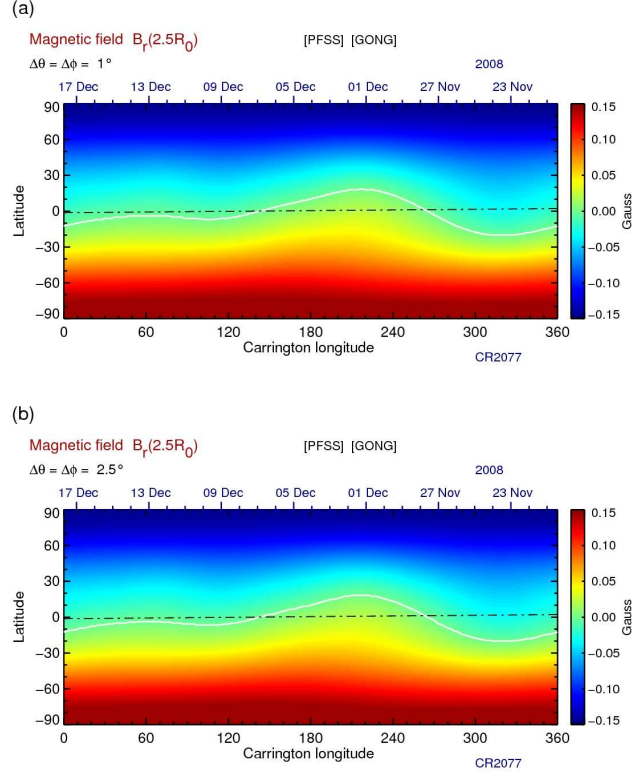 (a)
Magnetic field B_r(2.5R_0) [PFSS] [GONG]
Δθ = Δϕ = 1° 2008
17 Dec 13 Dec 09 Dec 05 Dec 01 Dec 27 Nov 23 Nov
90
60
30
0
−30
−60
−90
Latitude
0 60 120 180 240 300 360
Carrington longitude
CR2077
0.15
0.10
0.05
0.00
−0.05
−0.10
−0.15
Gauss
(b)
Magnetic field B_r(2.5R_0) [PFSS] [GONG]
Δθ = Δϕ = 2.5° 2008
17 Dec 13 Dec 09 Dec 05 Dec 01 Dec 27 Nov 23 Nov
90
60
30
0
−30
−60
−90
Latitude
0 60 120 180 240 300 360
Carrington longitude
CR2077
0.15
0.10
0.05
0.00
−0.05
−0.10
−0.15
Gauss